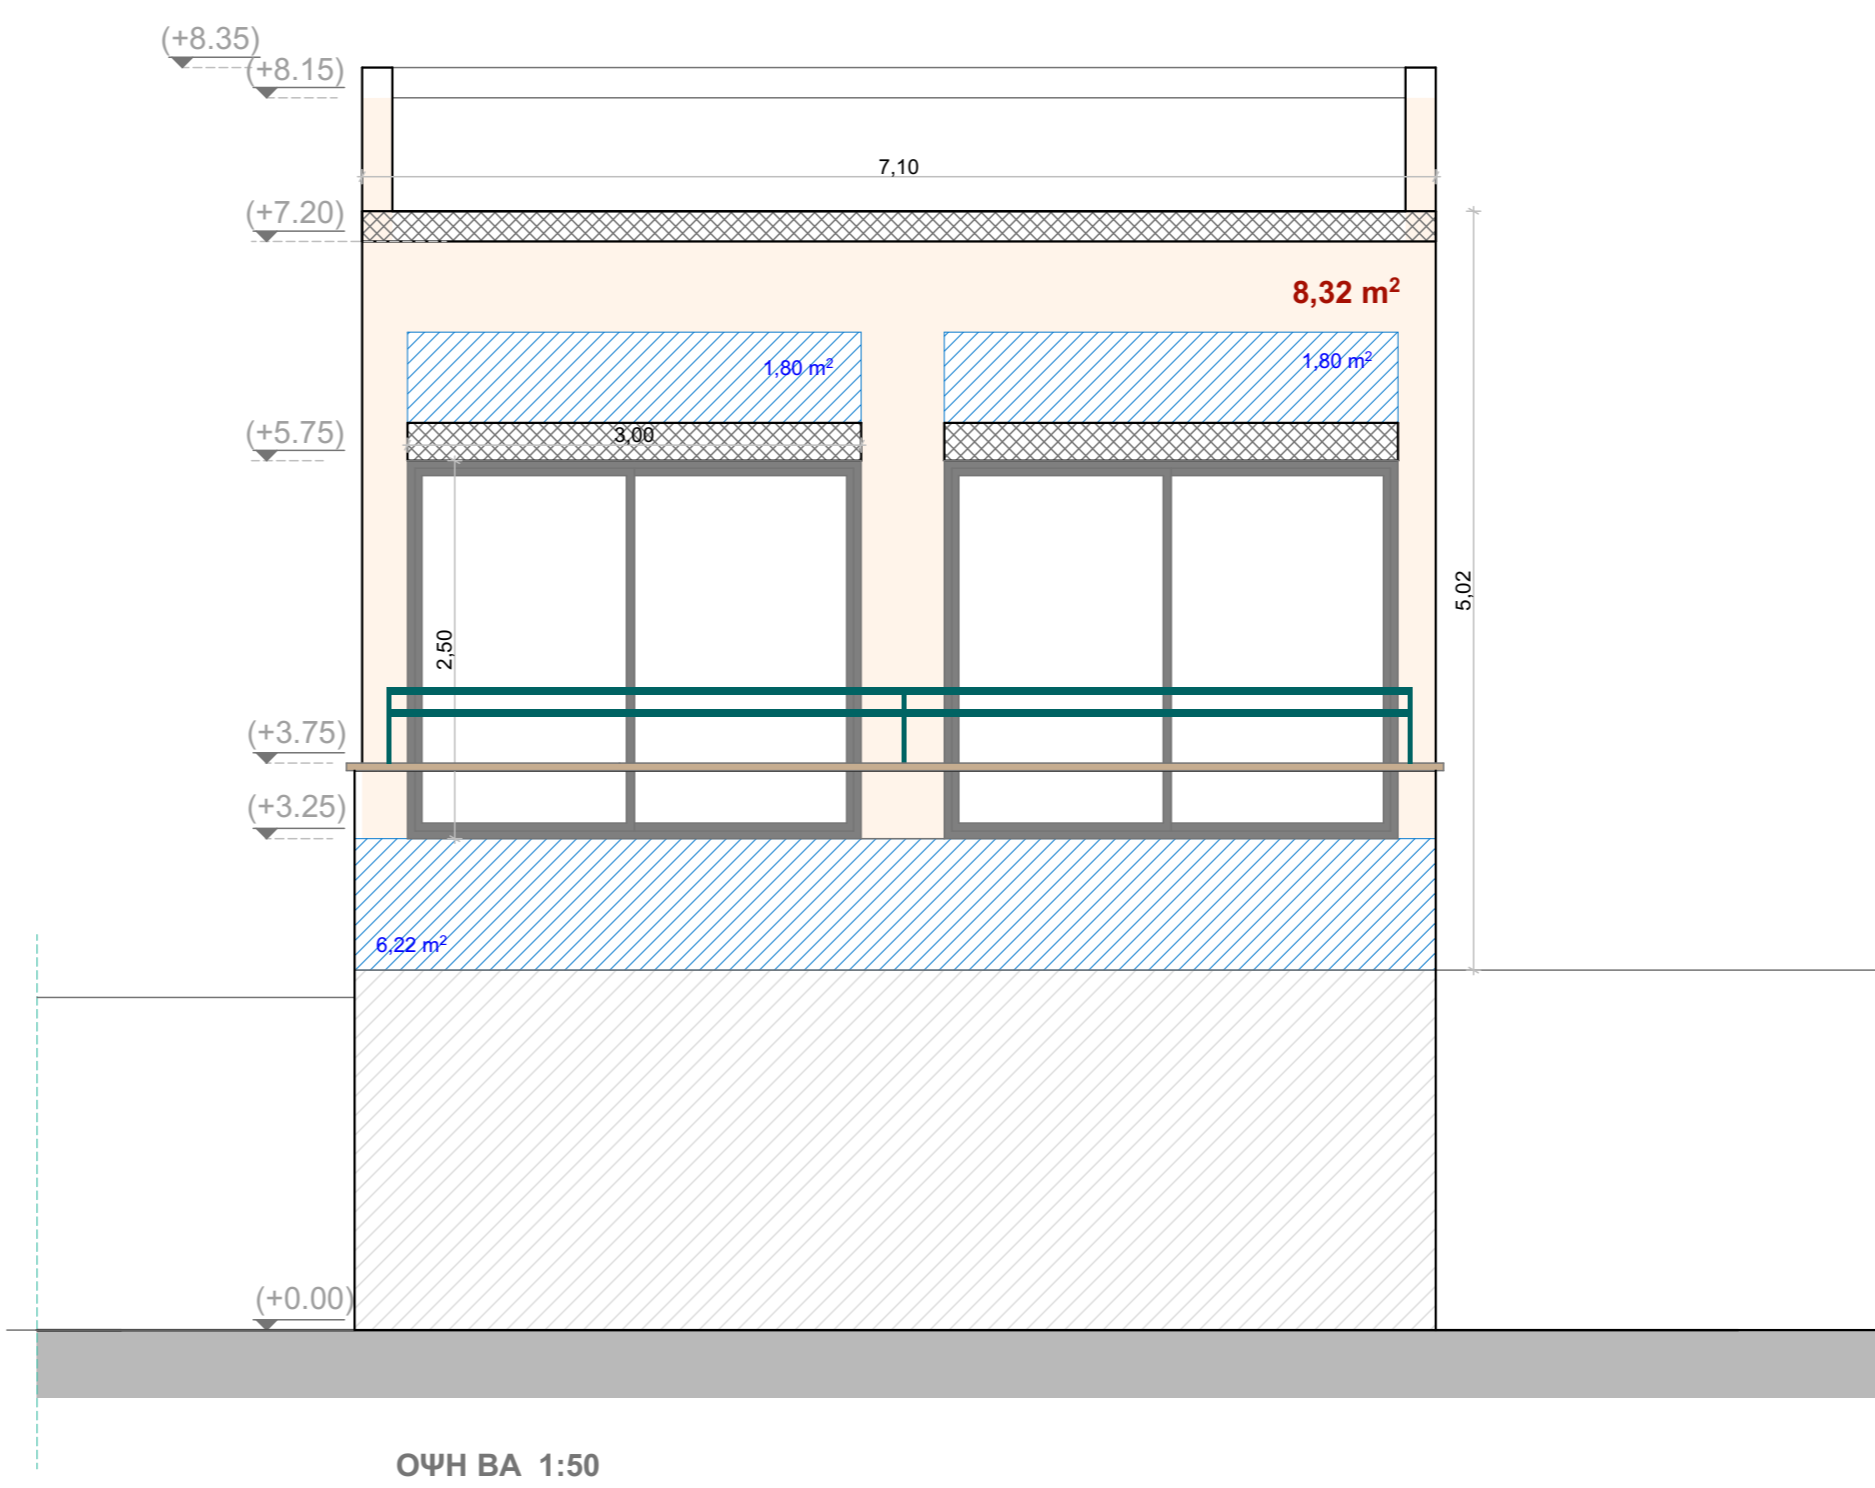 (+8.35)
(+8.15)
7,10
(+7.20)
8,32 m²
1,80 m²
1,80 m²
(+5.75)
3,00
5,02
2,50
(+3.75)
(+3.25)
6,22 m²
(+0.00)
ΟΨΗ ΒΑ 1:50